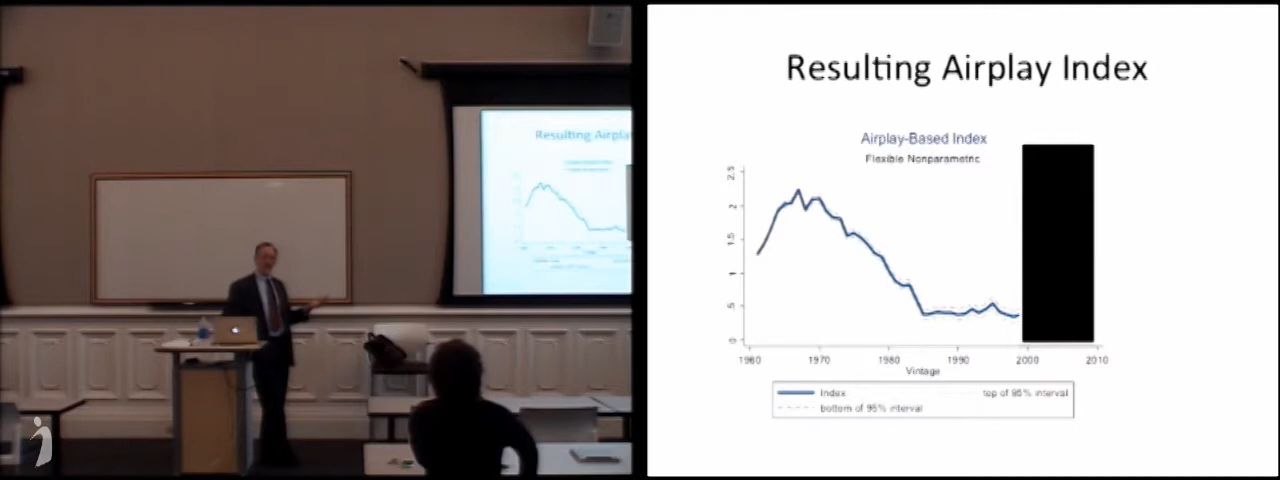 Resulting Airplay Index
Airplay-Based Index
Flexible Nonparametric
2.5
2
1.5
1
.5
0
1960 1970 1980 1990 2000 2010
Vintage
Index top of 95% interval
bottom of 95% interval
Resulting Airplay